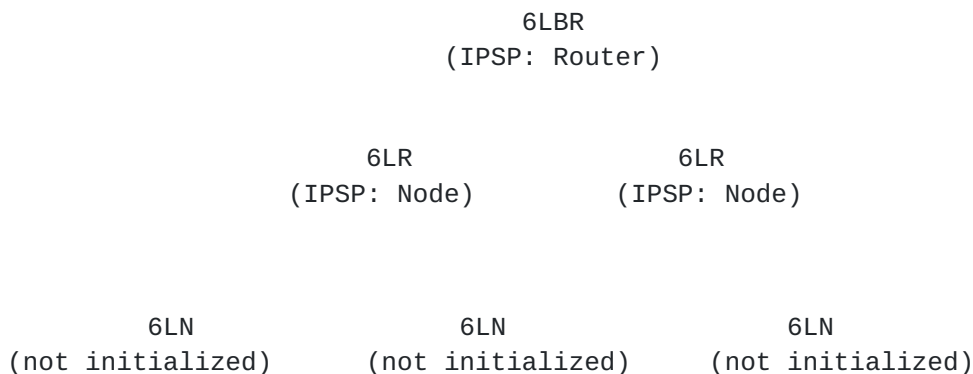 6LBR
(IPSP: Router)
6LR 6LR
(IPSP: Node) (IPSP: Node)
6LN 6LN 6LN
(not initialized) (not initialized) (not initialized)